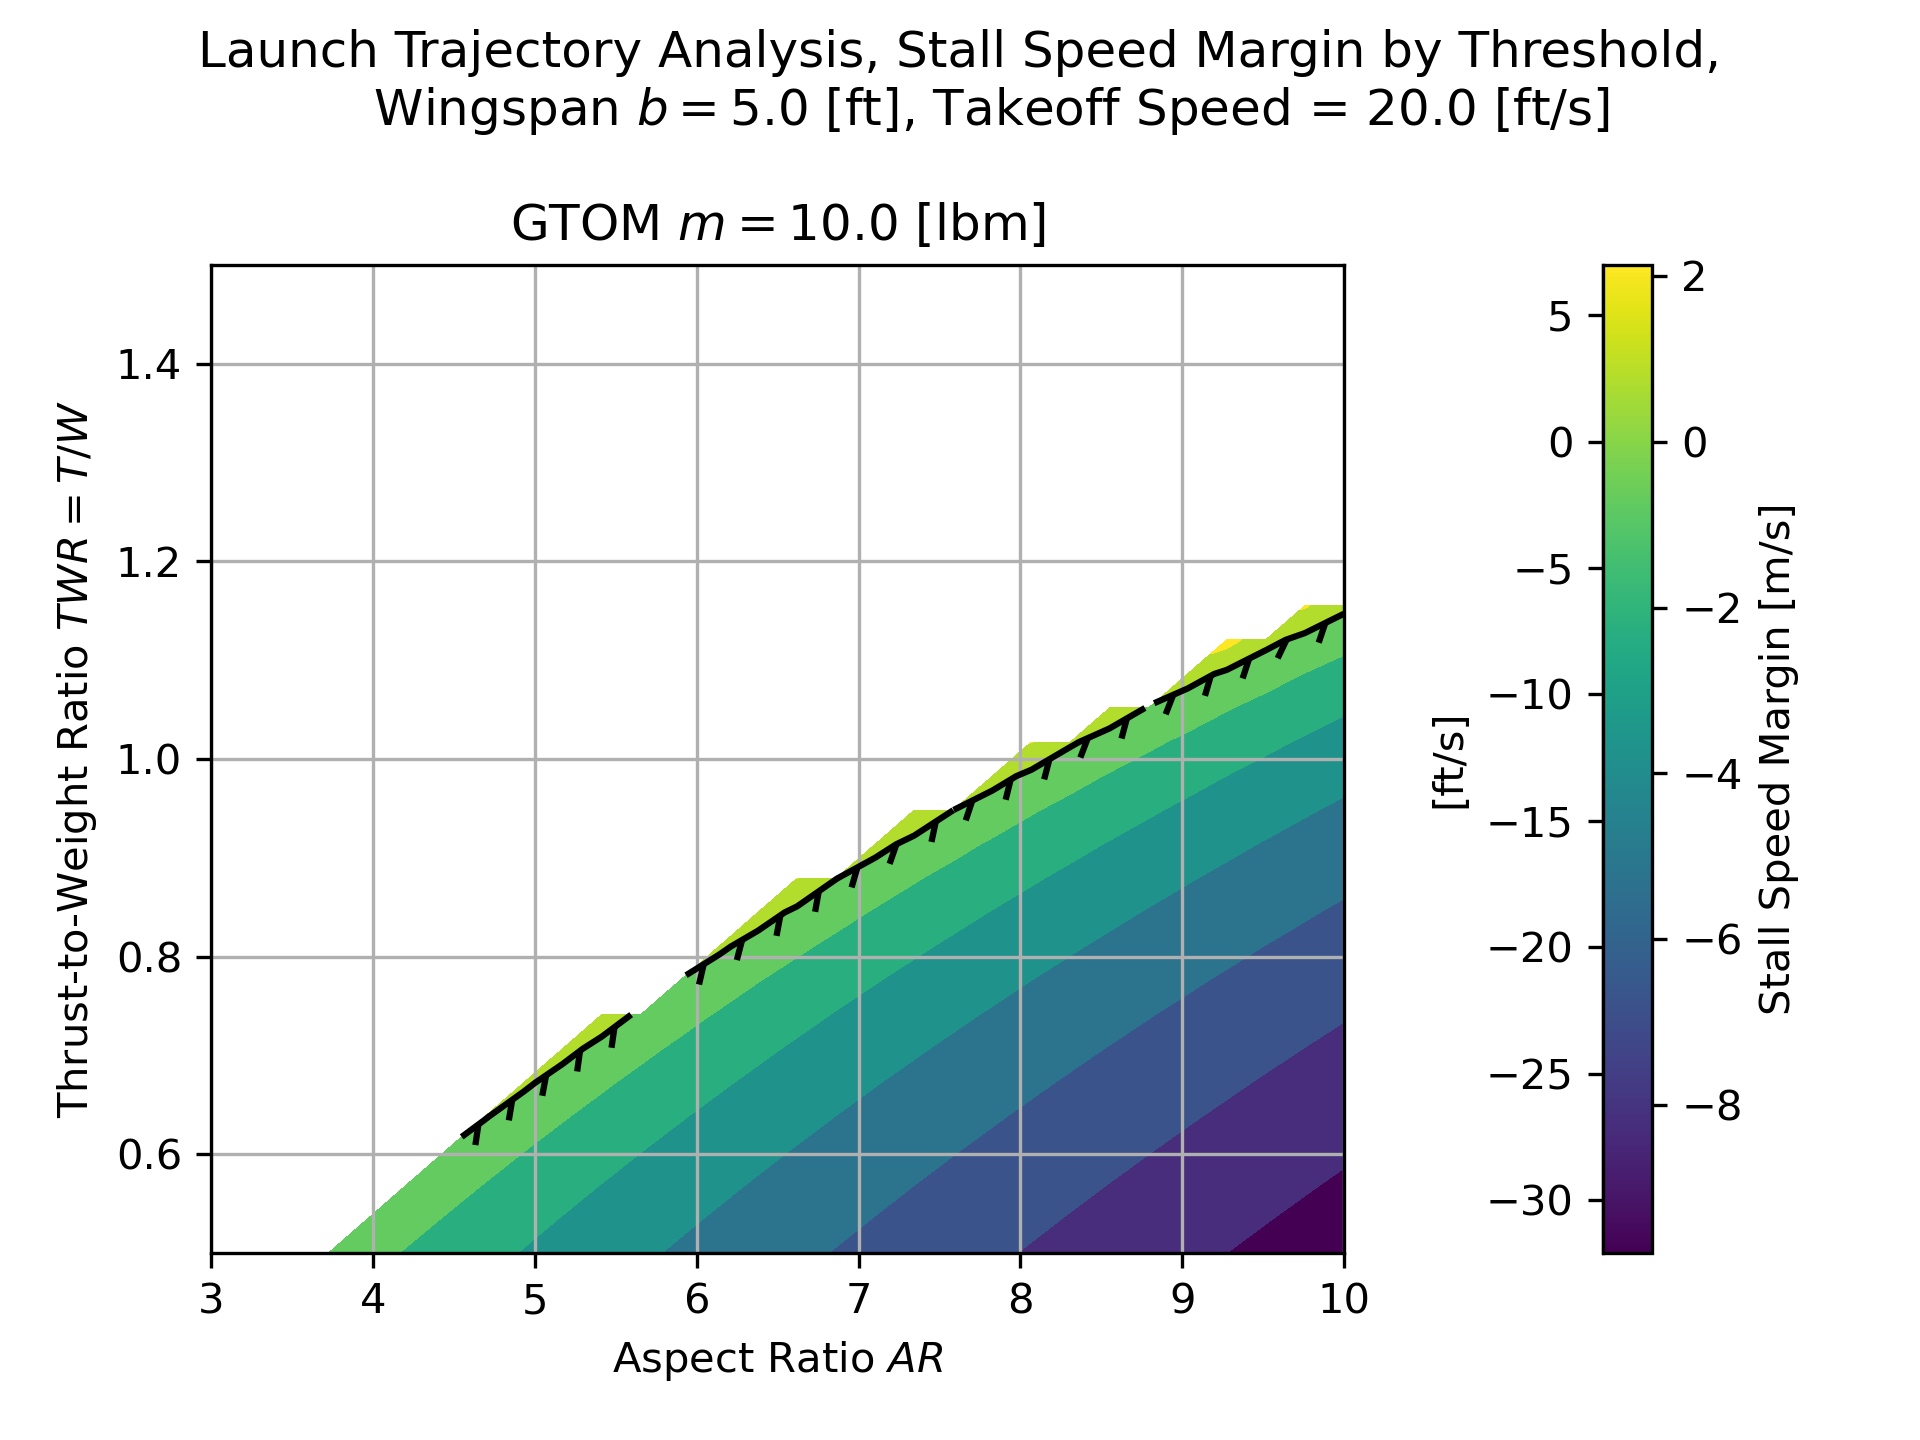 Launch Trajectory Analysis, Stall Speed Margin by Threshold,
Wingspan b = 5.0 [ft], Takeoff Speed = 20.0 [ft/s]
GTOM m = 10.0 [lbm]
Thrust-to-Weight Ratio TWR = T/W
1.4
1.2
1.0
0.8
0.6
3 4 5 6 7 8 9 10
Aspect Ratio AR
[ft/s]
5
0
−5
−10
−15
−20
−25
−30
2
0
−2
−4
−6
−8
Stall Speed Margin [m/s]